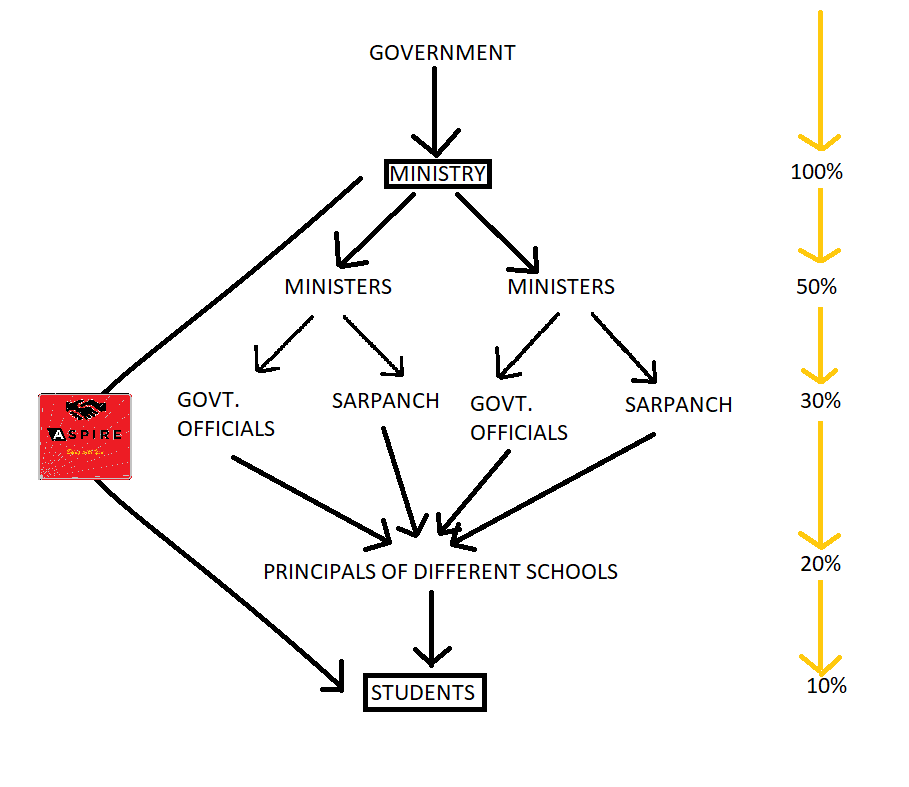 GOVERNMENT
MINISTRY
100%
MINISTERS
MINISTERS
50%
GOVT.
OFFICIALS
SARPANCH
GOVT.
OFFICIALS
SARPANCH
30%
ASPIRE
PRINCIPALS OF DIFFERENT SCHOOLS
20%
STUDENTS
10%